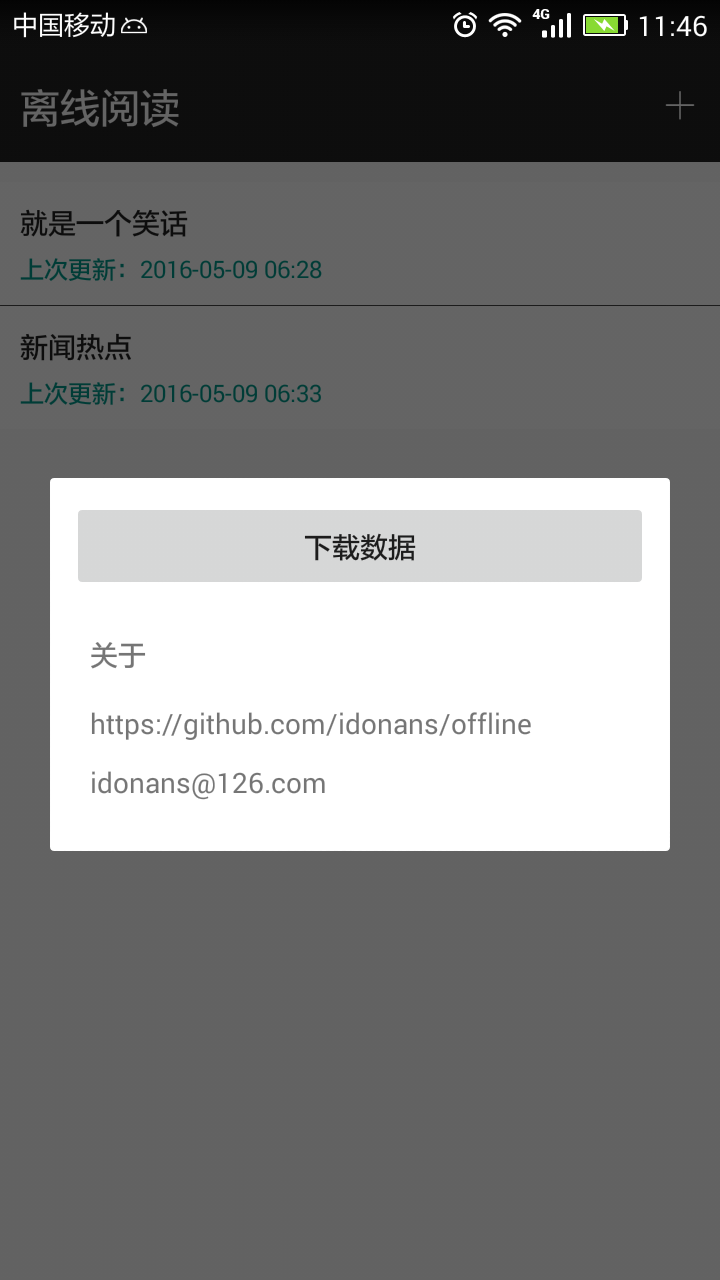 中国移动
4G
11:46
离线阅读
就是一个笑话
上次更新：2016-05-09 06:28
新闻热点
上次更新：2016-05-09 06:33
下载数据
关于
https://github.com/idonans/offline
idonans@126.com